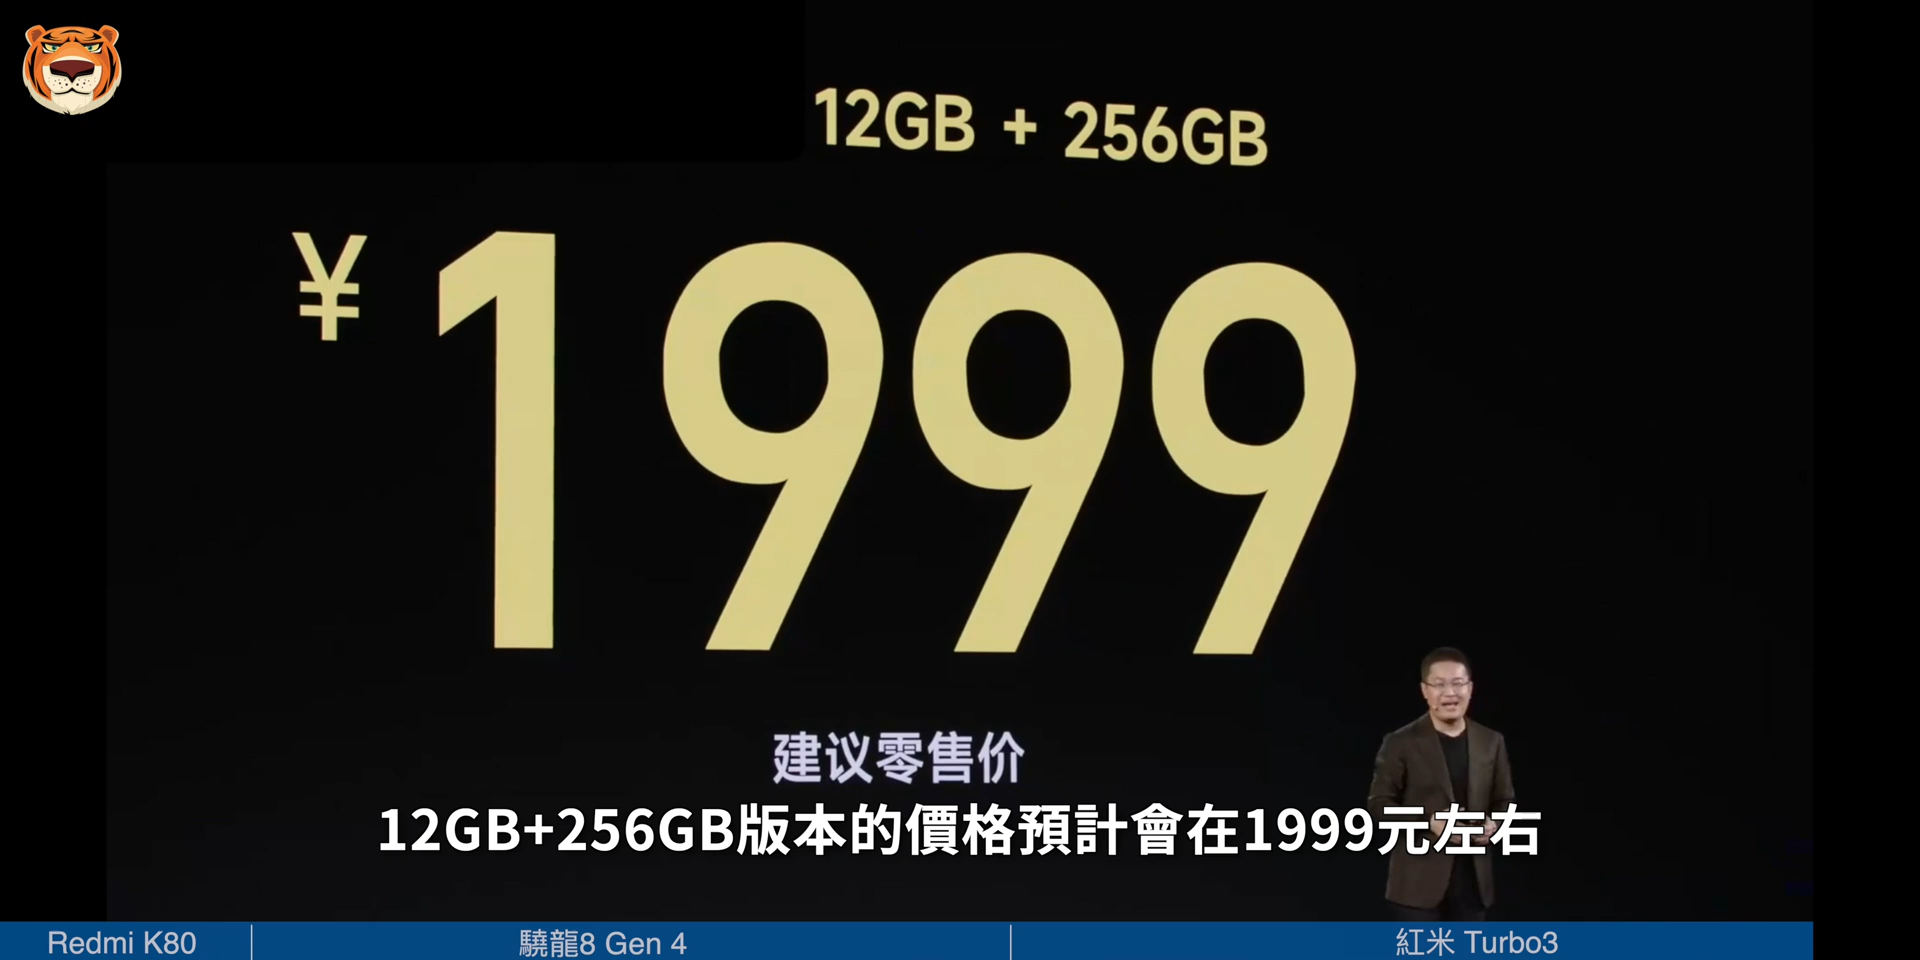 12GB + 256GB
¥1999
建议零售价
12GB+256GB版本的價格預計會在1999元左右
Redmi K80
驍龍8 Gen 4
紅米 Turbo3